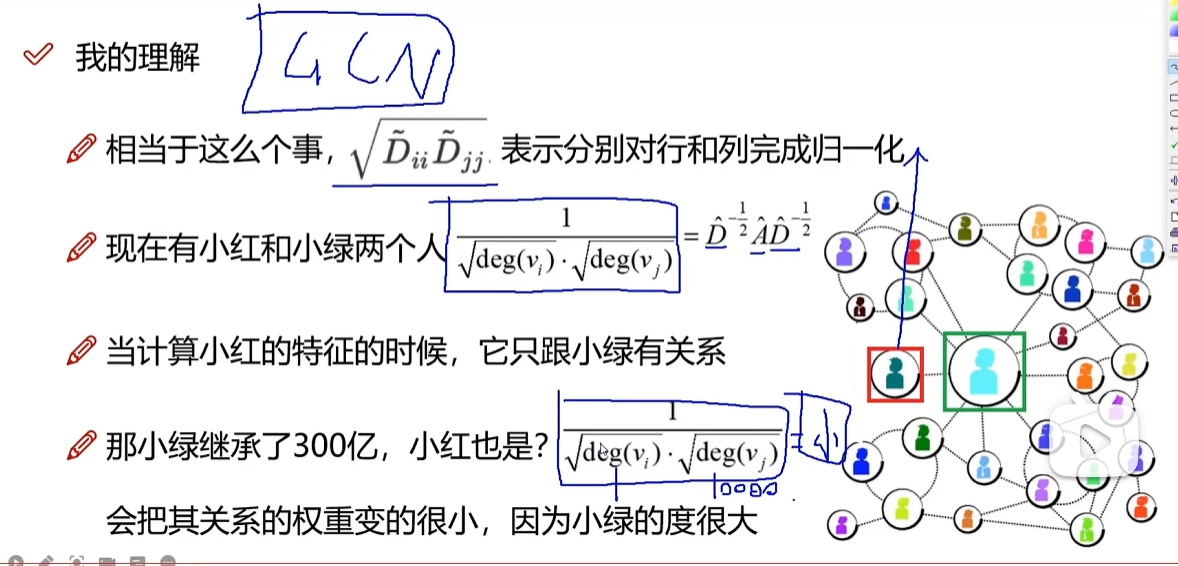 我的理解
GCN
相当于这么个事，$\sqrt{\tilde{D}_{ii}\tilde{D}_{jj}}$ 表示分别对行和列完成归一化
现在有小红和小绿两个人 $\frac{1}{\sqrt{\deg(v_i)} \cdot \sqrt{\deg(v_j)}} = \hat{D}^{-\frac{1}{2}}\hat{A}\hat{D}^{-\frac{1}{2}}$
当计算小红的特征的时候，它只跟小绿有关系
那小绿继承了300亿，小红也是？ $\frac{1}{\sqrt{\deg(v_i)} \cdot \sqrt{\deg(v_j)}}$ = 小
会把其关系的权重变的很小，因为小绿的度很大